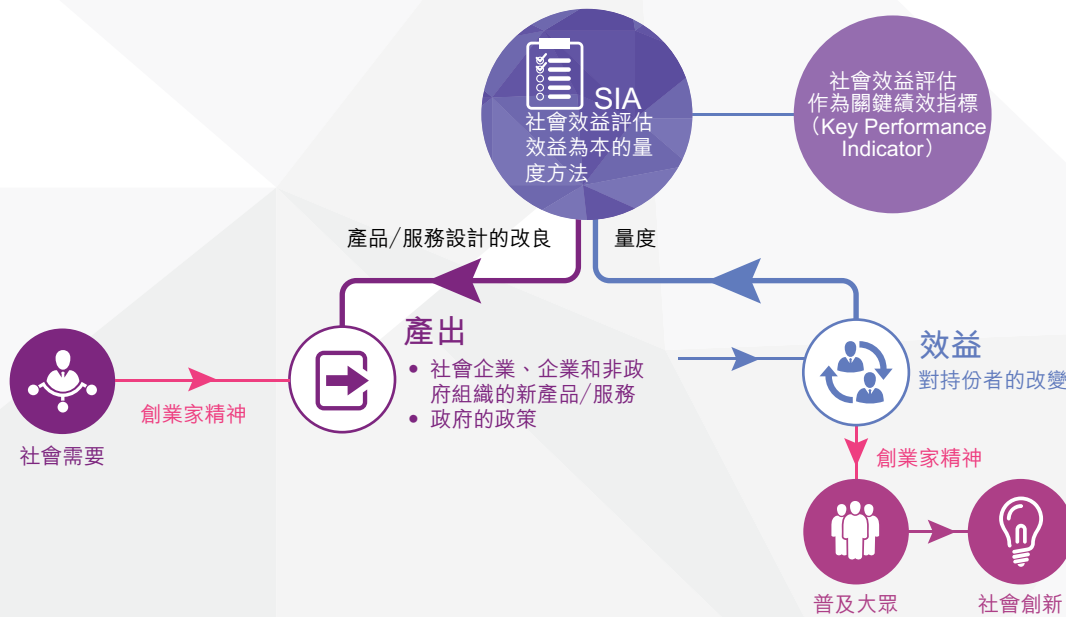 SIA
社會效益評估
效益為本的量
度方法
社會效益評估
作為關鍵績效指標
（Key Performance
Indicator）
產品/服務設計的改良
量度
社會需要
創業家精神
產出
• 社會企業、企業和非政
府組織的新產品/服務
• 政府的政策
效益
對持份者的改變
創業家精神
普及大眾
社會創新